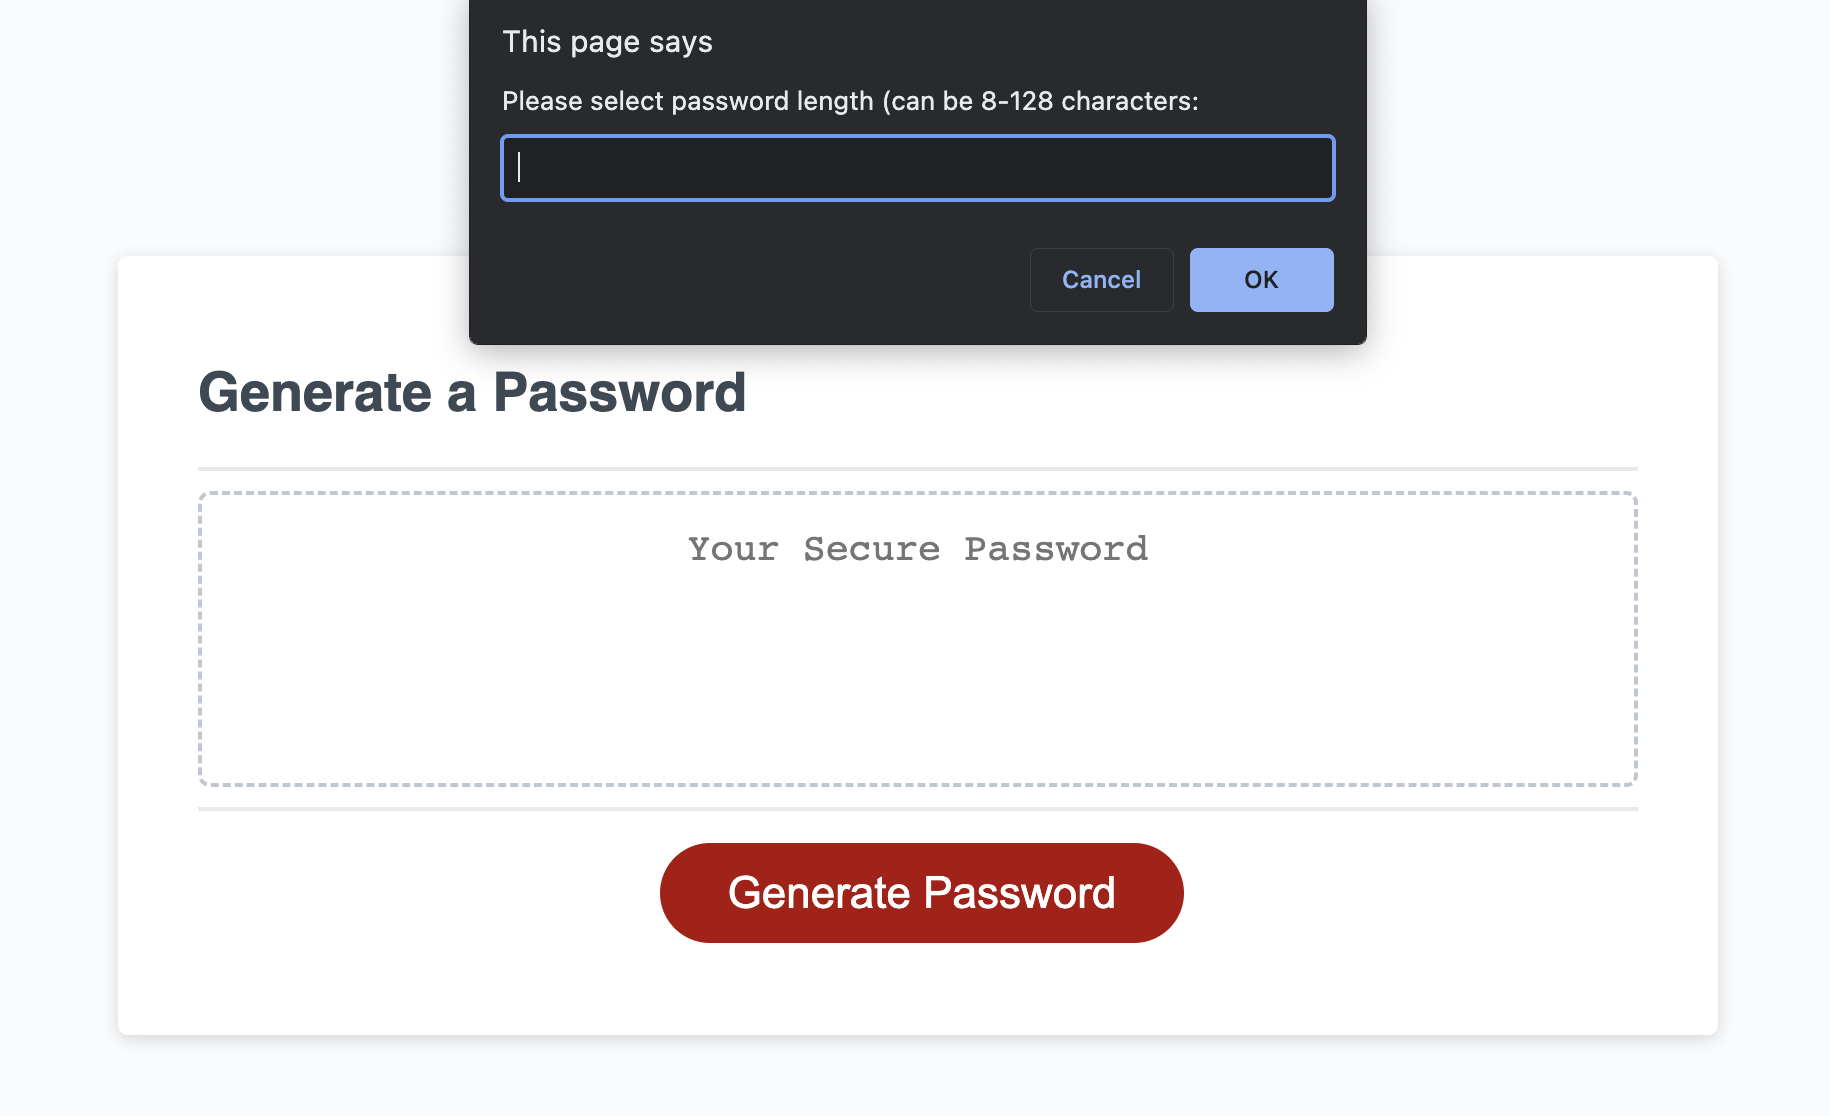 This page says
Please select password length (can be 8-128 characters:
Cancel
OK
Generate a Password
Your Secure Password
Generate Password